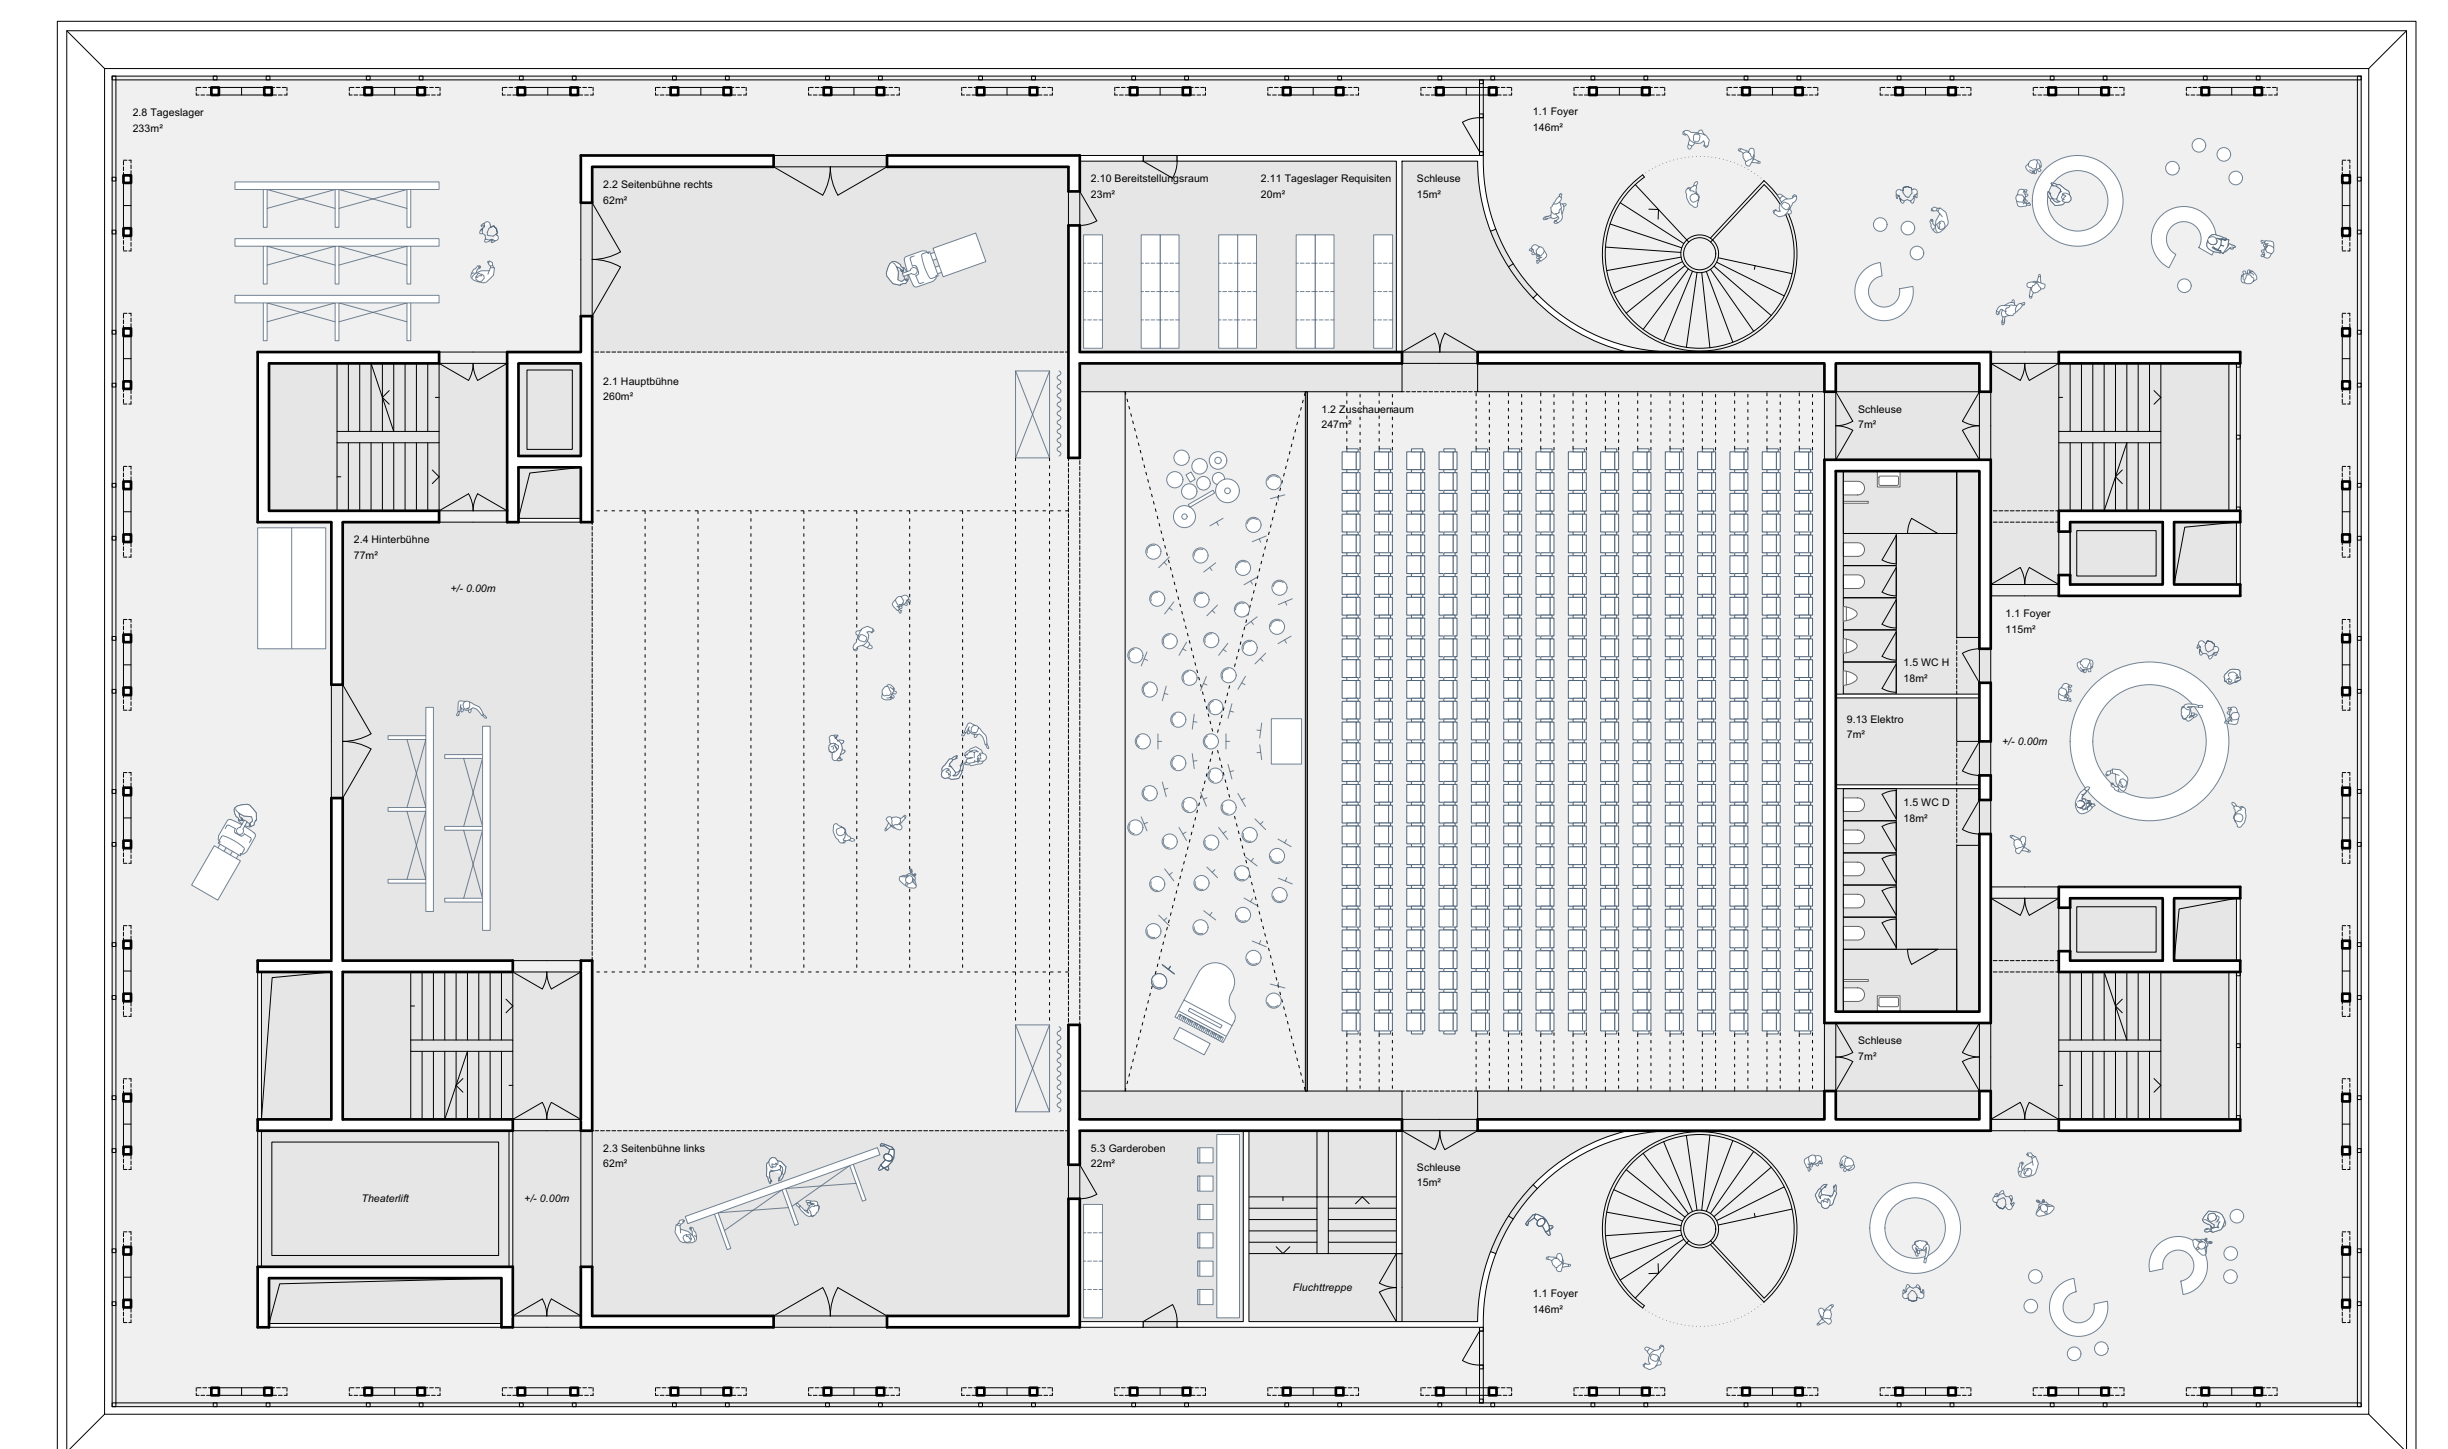 2.8 Tageslager
233m²
1.1 Foyer
146m²
2.2 Seitenbühne rechts
62m²
2.10 Bereitstellungsraum
23m²
2.11 Tageslager Requisiten
20m²
Schleuse
15m²
2.1 Hauptbühne
260m²
1.2 Zuschauerraum
247m²
Schleuse
7m²
2.4 Hinterbühne
77m²
+/- 0.00m
1.1 Foyer
115m²
1.5 WC H
18m²
9.13 Elektro
7m²
+/- 0.00m
1.5 WC D
18m²
Schleuse
7m²
2.3 Seitenbühne links
62m²
5.3 Garderoben
22m²
Schleuse
15m²
Theaterlift
+/- 0.00m
Fluchttreppe
1.1 Foyer
146m²